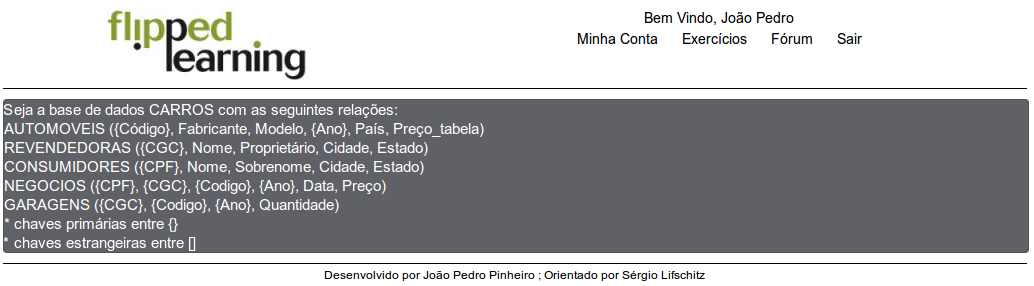 flipped
learning
Bem Vindo, João Pedro
Minha Conta Exercícios Fórum Sair
Seja a base de dados CARROS com as seguintes relações:
AUTOMOVEIS ({Código}, Fabricante, Modelo, {Ano}, País, Preço_tabela)
REVENDEDORAS ({CGC}, Nome, Proprietário, Cidade, Estado)
CONSUMIDORES ({CPF}, Nome, Sobrenome, Cidade, Estado)
NEGOCIOS ({CPF}, {CGC}, {Codigo}, {Ano}, Data, Preço)
GARAGENS ({CGC}, {Codigo}, {Ano}, Quantidade)
* chaves primárias entre {}
* chaves estrangeiras entre []
Desenvolvido por João Pedro Pinheiro ; Orientado por Sérgio Lifschitz